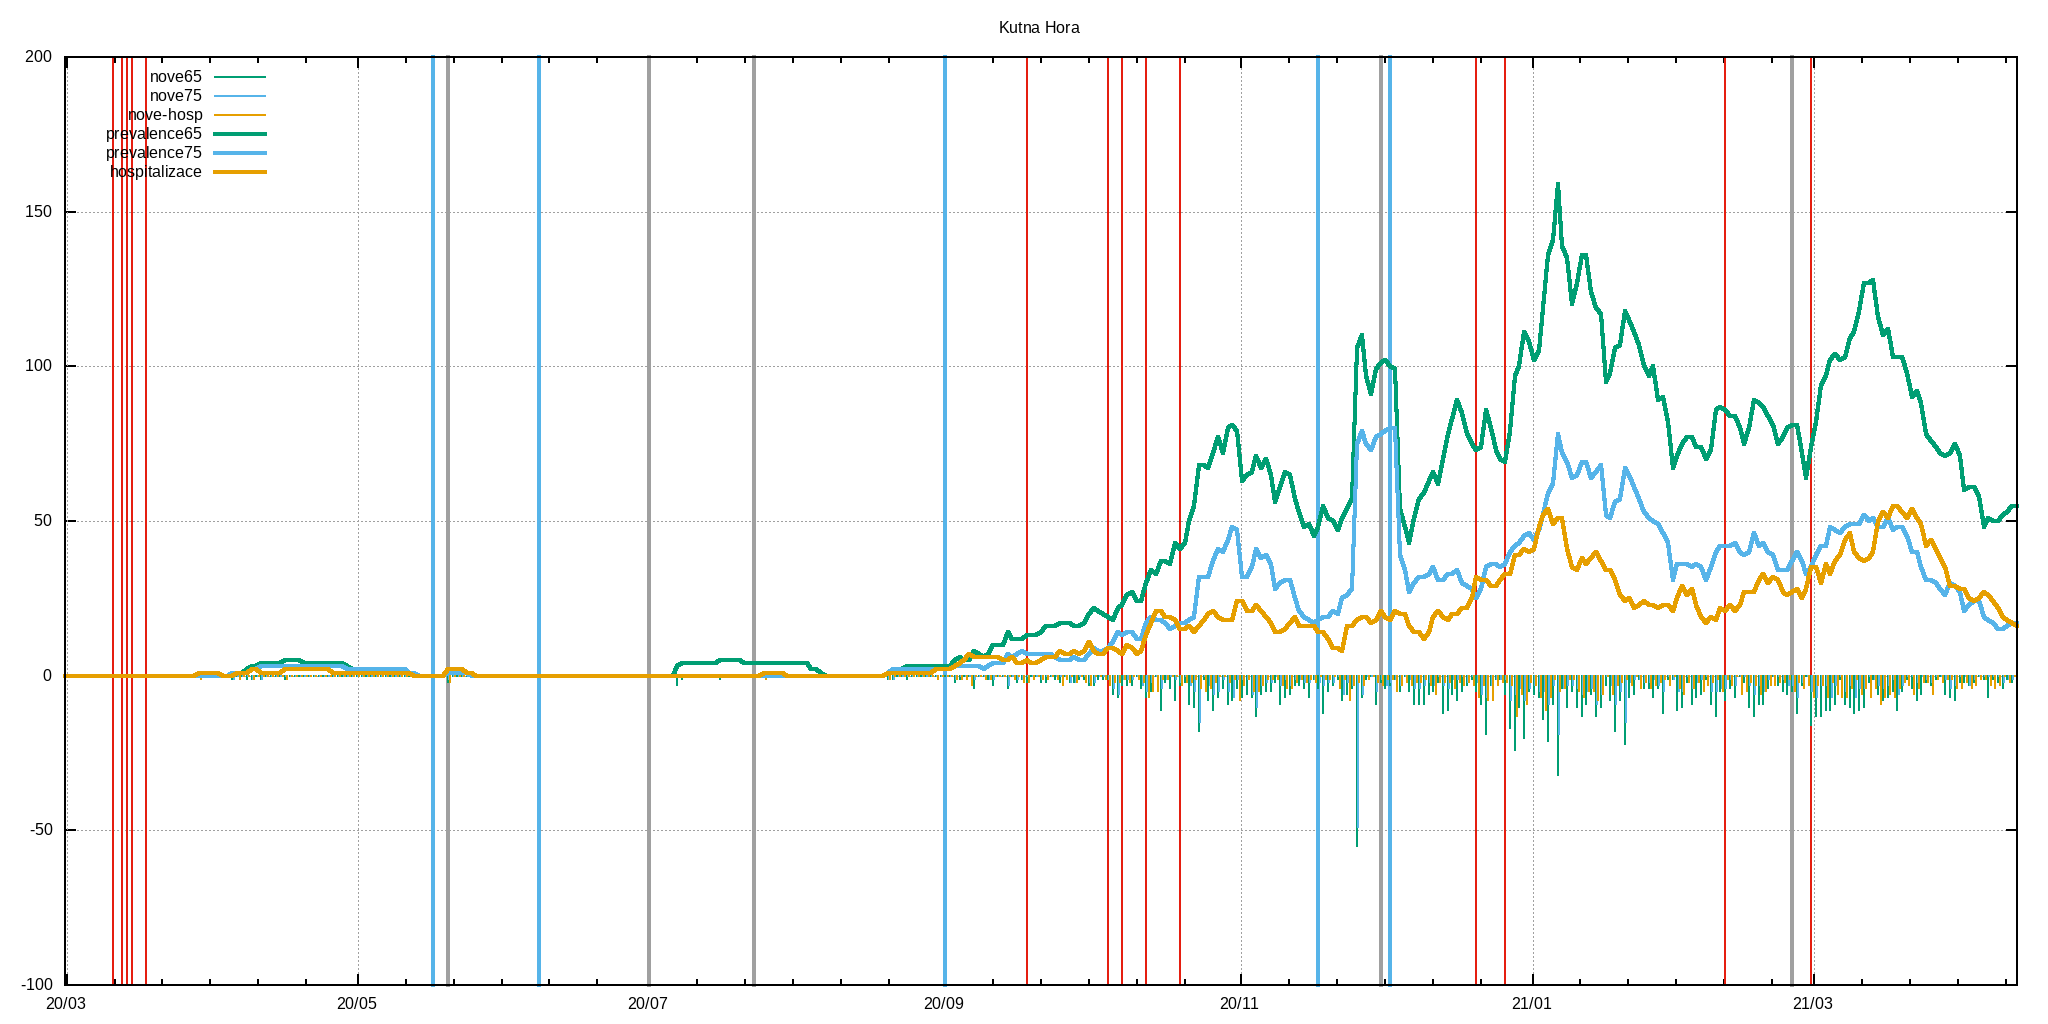 Kutna Hora
200
150
100
50
0
-50
-100
nove65
nove75
nove-hosp
prevalence65
prevalence75
hospitalizace
20/03 20/05 20/07 20/09 20/11 21/01 21/03